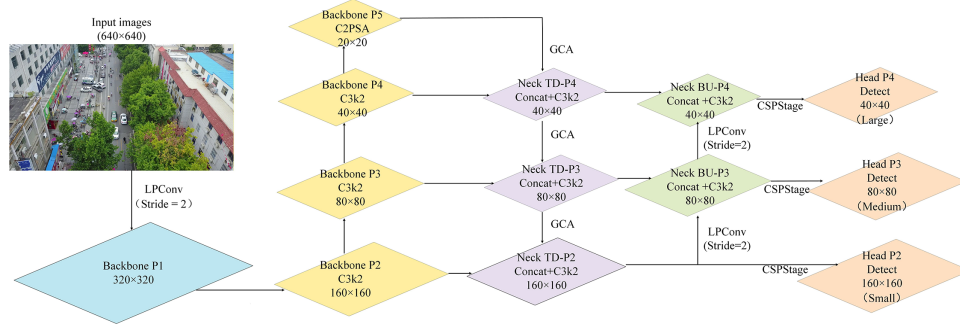 Input images
(640×640)
LPConv
(Stride = 2)
Backbone P1
320×320
Backbone P5
C2PSA
20×20
Backbone P4
C3k2
40×40
Backbone P3
C3k2
80×80
Backbone P2
C3k2
160×160
GCA
Neck TD-P4
Concat+C3k2
40×40
GCA
Neck TD-P3
Concat+C3k2
80×80
GCA
Neck TD-P2
Concat+C3k2
160×160
Neck BU-P4
Concat +C3k2
40×40
LPConv
(Stride=2)
Neck BU-P3
Concat +C3k2
80×80
LPConv
(Stride=2)
CSPStage
CSPStage
CSPStage
Head P4
Detect
40×40
(Large)
Head P3
Detect
80×80
(Medium)
Head P2
Detect
160×160
(Small)